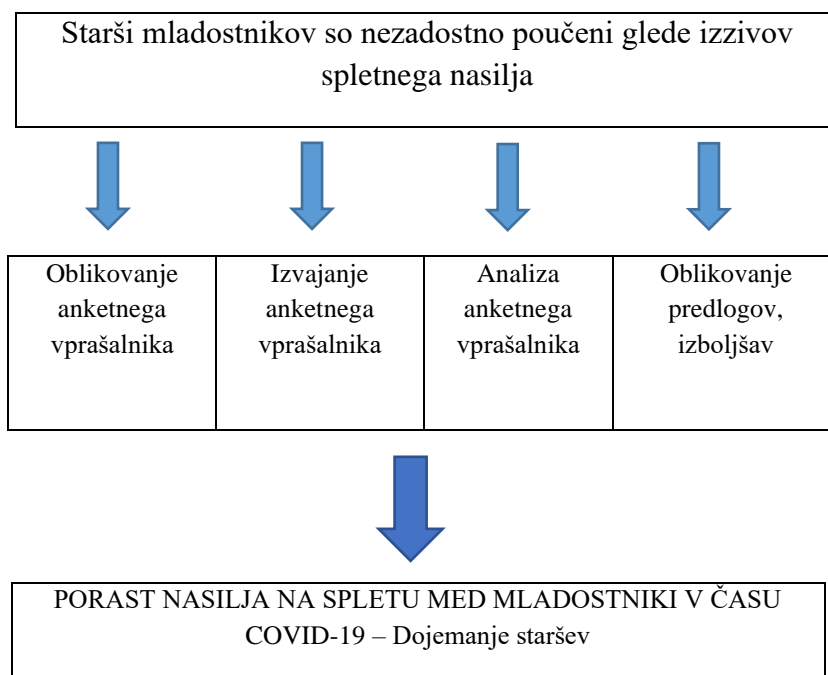 Starši mladostnikov so nezadostno poučeni glede izzivov
spletnega nasilja
Oblikovanje
anketnega
vprašalnika
Izvajanje
anketnega
vprašalnika
Analiza
anketnega
vprašalnika
Oblikovanje
predlogov,
izboljšav
PORAST NASILJA NA SPLETU MED MLADOSTNIKI V ČASU
COVID-19 – Dojemanje staršev